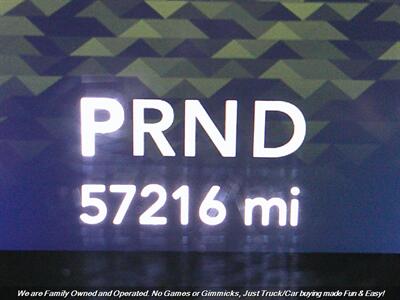 PRND
57216 mi
We are Family Owned and Operated. No Games or Gimmicks, Just Truck/Car buying made Fun & Easy!